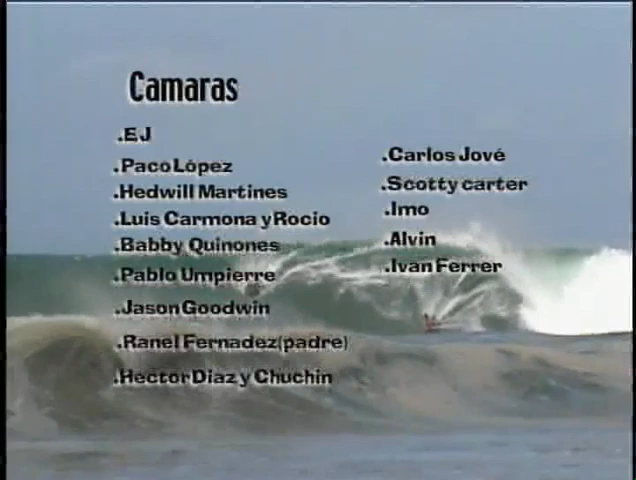 Camaras
.EJ
.Paco López
.Hedwill Martines
.Luis Carmona y Rocio
.Babby Quinones
.Pablo Umpierre
.Jason Goodwin
.Ranel Fernadez(padre)
.Hector Diaz y Chuchin
.Carlos Jové
.Scotty carter
.Imo
.Alvin
.Ivan Ferrer